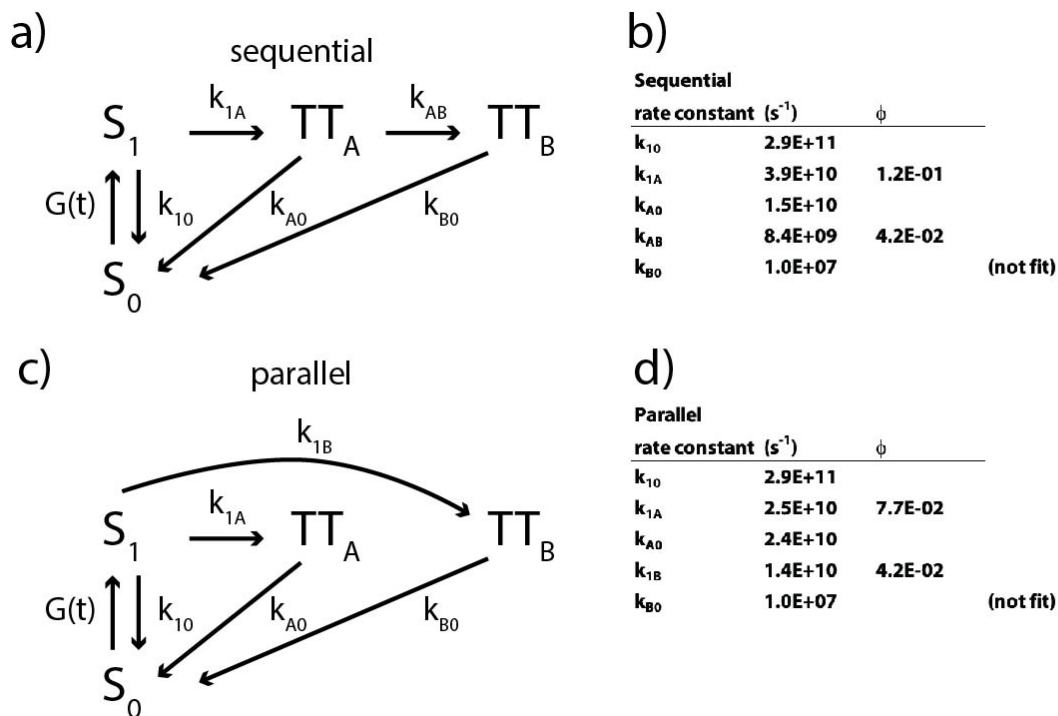 a)
sequential
S1
k1A
TTA
kAB
TTB
G(t)
k10
kA0
kB0
S0
b)
Sequential
rate constant (s-1) ϕ
k10 2.9E+11
k1A 3.9E+10 1.2E-01
kA0 1.5E+10
kAB 8.4E+09 4.2E-02
kB0 1.0E+07 (not fit)
c)
parallel
k1B
S1
k1A
TTA
TTB
G(t)
k10
kA0
kB0
S0
d)
Parallel
rate constant (s-1) ϕ
k10 2.9E+11
k1A 2.5E+10 7.7E-02
kA0 2.4E+10
k1B 1.4E+10 4.2E-02
kB0 1.0E+07 (not fit)